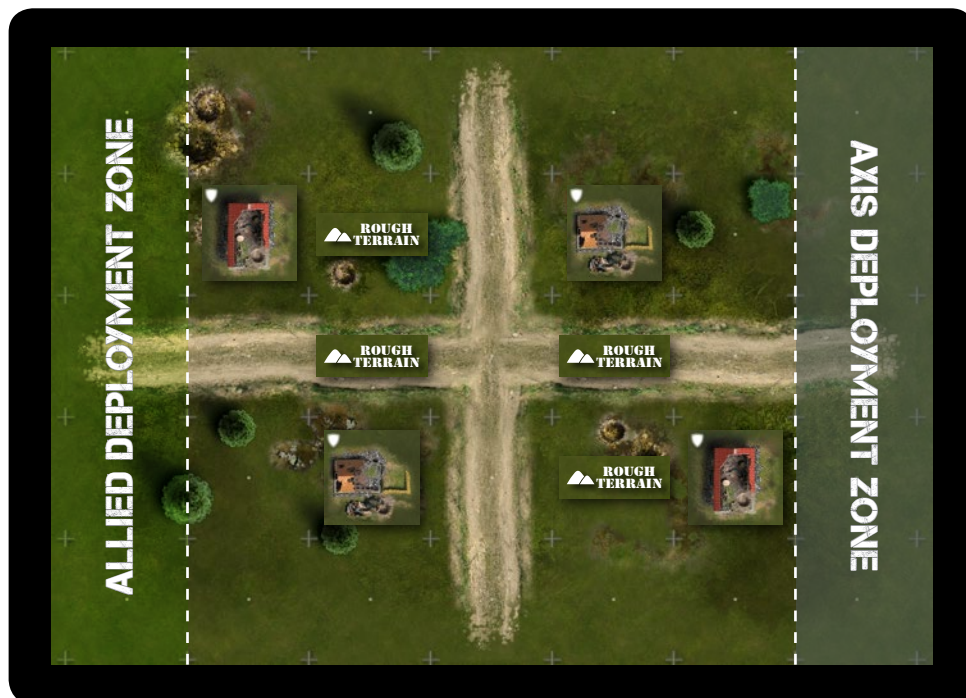 ALLIED DEPLOYMENT ZONE
ROUGH
TERRAIN
ROUGH
TERRAIN
ROUGH
TERRAIN
ROUGH
TERRAIN
AXIS DEPLOYMENT ZONE